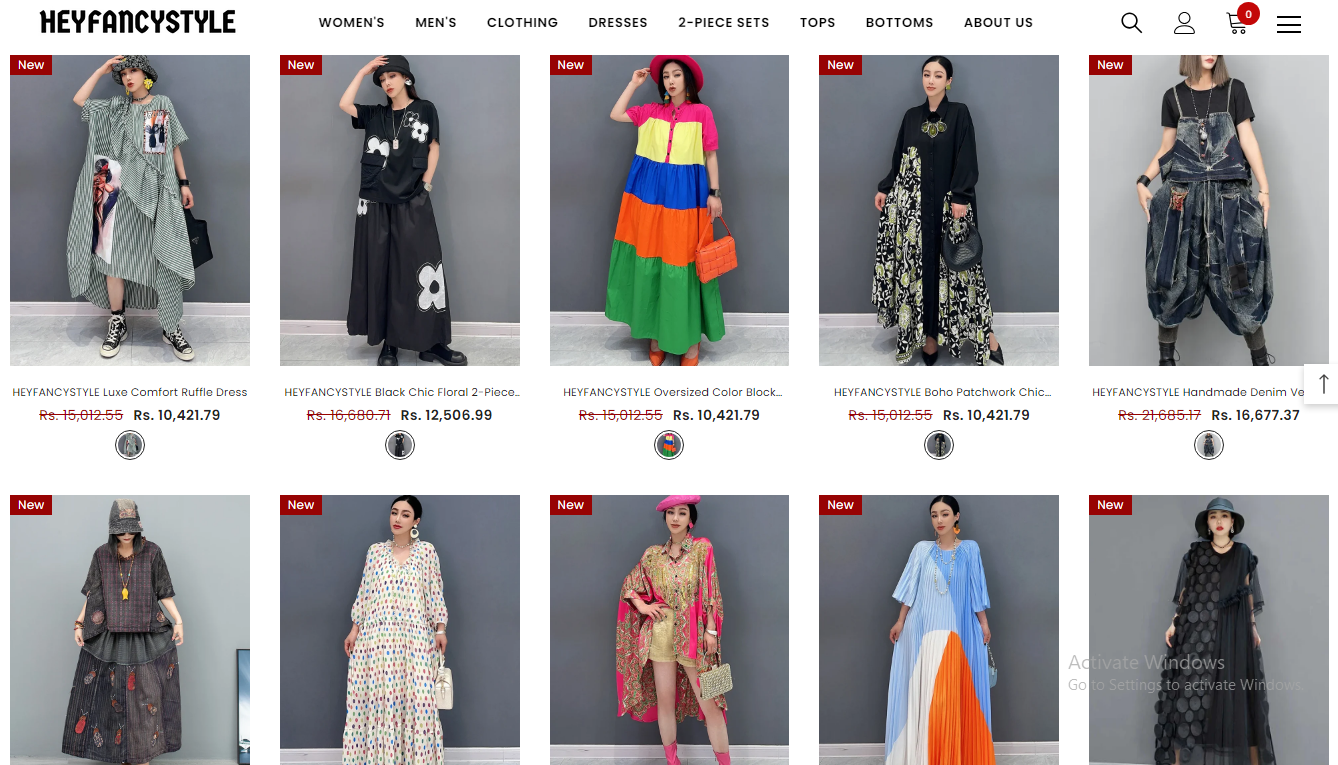 HEYFANCYSTYLE
WOMEN'S MEN'S CLOTHING DRESSES 2-PIECE SETS TOPS BOTTOMS ABOUT US
0
New New New New New
HEYFANCYSTYLE Luxe Comfort Ruffle Dress
Rs. 15,012.55 Rs. 10,421.79
HEYFANCYSTYLE Black Chic Floral 2-Piece...
Rs. 16,680.71 Rs. 12,506.99
HEYFANCYSTYLE Oversized Color Block...
Rs. 15,012.55 Rs. 10,421.79
HEYFANCYSTYLE Boho Patchwork Chic...
Rs. 15,012.55 Rs. 10,421.79
HEYFANCYSTYLE Handmade Denim Ve
Rs. 21,685.17 Rs. 16,677.37
New New New New New
Activate Windows
Go to Settings to activate Windows.